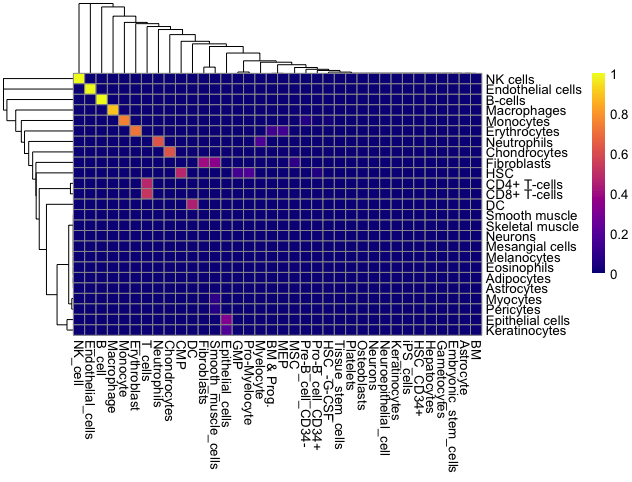 NK cells
Endothelial cells
B-cells
Macrophages
Monocytes
Erythrocytes
Neutrophils
Chondrocytes
Fibroblasts
HSC
CD4+ T-cells
CD8+ T-cells
DC
Smooth muscle
Skeletal muscle
Neurons
Mesangial cells
Melanocytes
Eosinophils
Adipocytes
Astrocytes
Myocytes
Pericytes
Epithelial cells
Keratinocytes
1
0.8
0.6
0.4
0.2
0
NK_cell
Endothelial_cells
B_cell
Macrophage
Monocyte
Erythroblast
T_cells
Neutrophils
Chondrocytes
CMP
DC
Fibroblasts
Smooth_muscle_cells
Epithelial_cells
GMP
Pro-Myelocyte
Myelocyte
BM & Prog.
MEP
MSC
Pre-B_cell_CD34-
Pro-B_cell_CD34+
HSC_-G-CSF
Tissue_stem_cells
Platelets
Osteoblasts
Neurons
Neuroepithelial_cell
Keratinocytes
iPS_cells
HSC_CD34+
Hepatocytes
Gametocytes
Embryonic_stem_cells
Astrocyte
BM